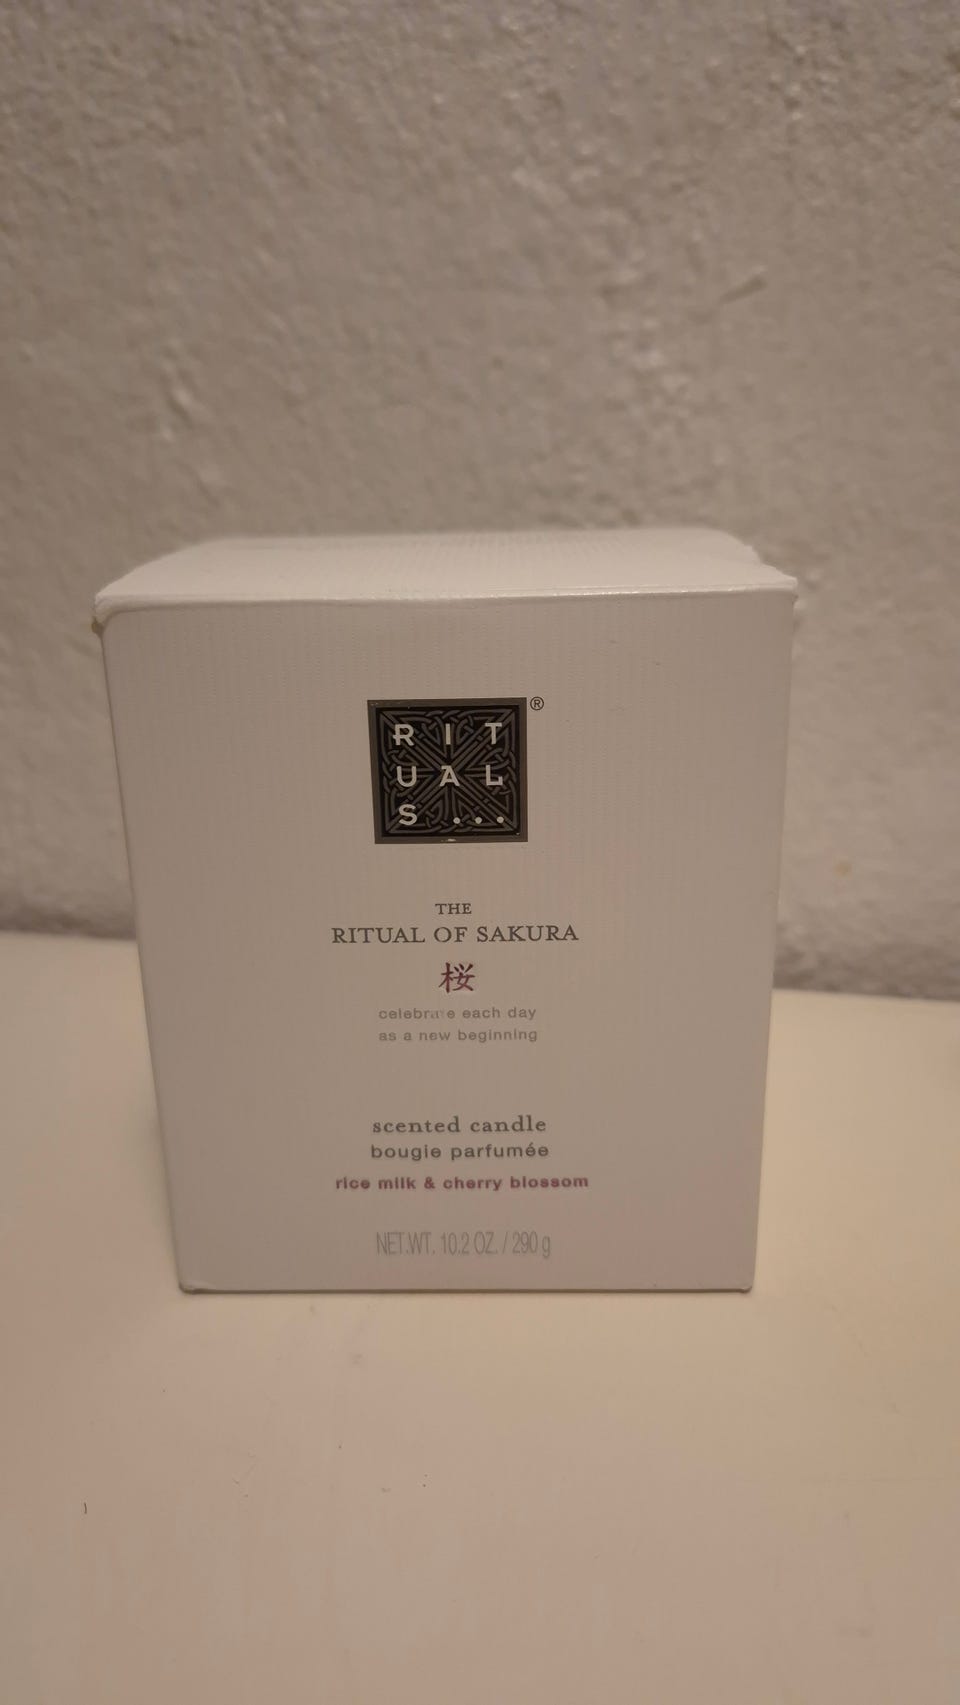 RIT
UAL
S...
®
THE
RITUAL OF SAKURA
桜
celebrate each day
as a new beginning
scented candle
bougie parfumée
rice milk & cherry blossom
NET.WT. 10.2 OZ. / 290 g